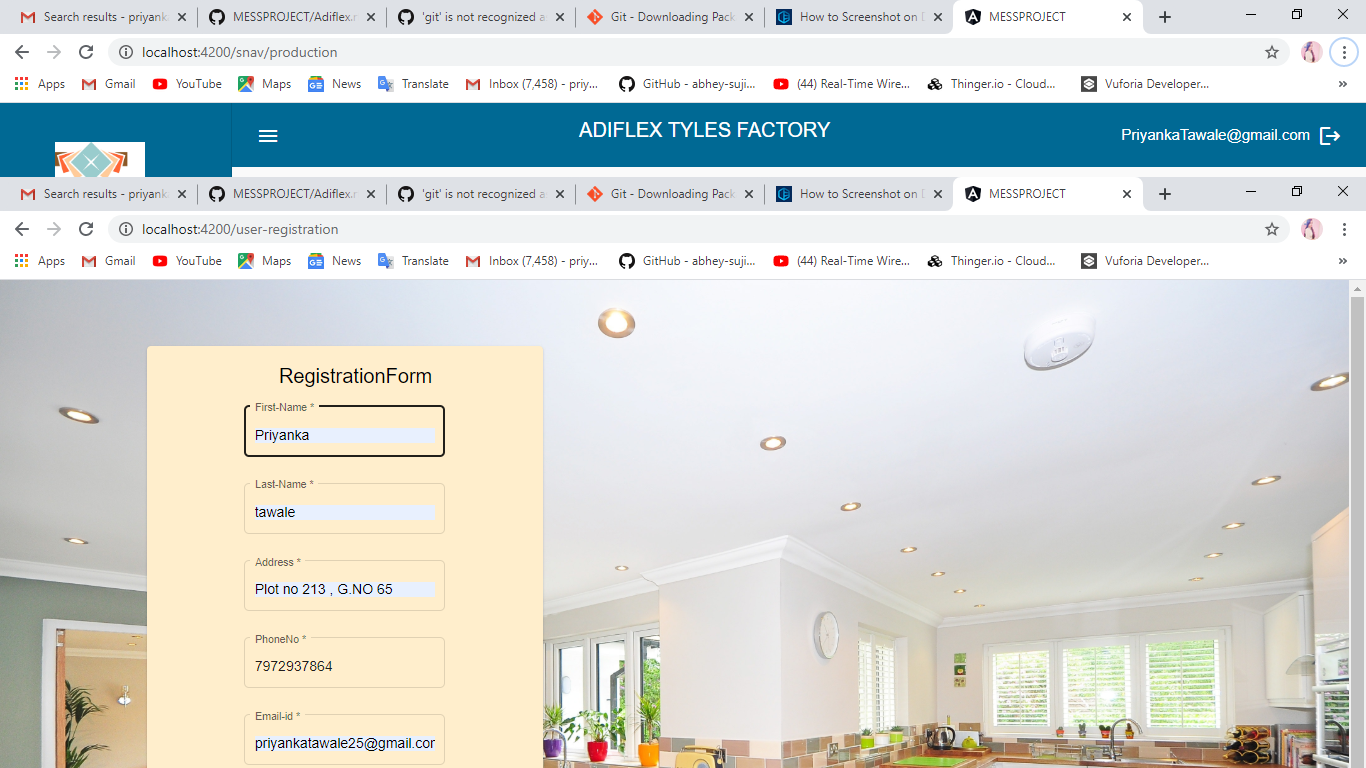 Search results - priyank
MESSPROJECT/Adiflex.r
'git' is not recognized a
Git - Downloading Pack
How to Screenshot on D
MESSPROJECT
localhost:4200/snav/production
Apps
Gmail
YouTube
Maps
News
Translate
Inbox (7,458) - priy...
GitHub - abhey-suji...
(44) Real-Time Wire...
Thinger.io - Cloud...
Vuforia Developer...
»
ADIFLEX TYLES FACTORY
PriyankaTawale@gmail.com
Search results - priyank
MESSPROJECT/Adiflex.r
'git' is not recognized a
Git - Downloading Pack
How to Screenshot on D
MESSPROJECT
localhost:4200/user-registration
Apps
Gmail
YouTube
Maps
News
Translate
Inbox (7,458) - priy...
GitHub - abhey-suji...
(44) Real-Time Wire...
Thinger.io - Cloud...
Vuforia Developer...
»
RegistrationForm
First-Name *
Priyanka
Last-Name *
tawale
Address *
Plot no 213 , G.NO 65
PhoneNo *
7972937864
Email-id *
priyankatawale25@gmail.cor